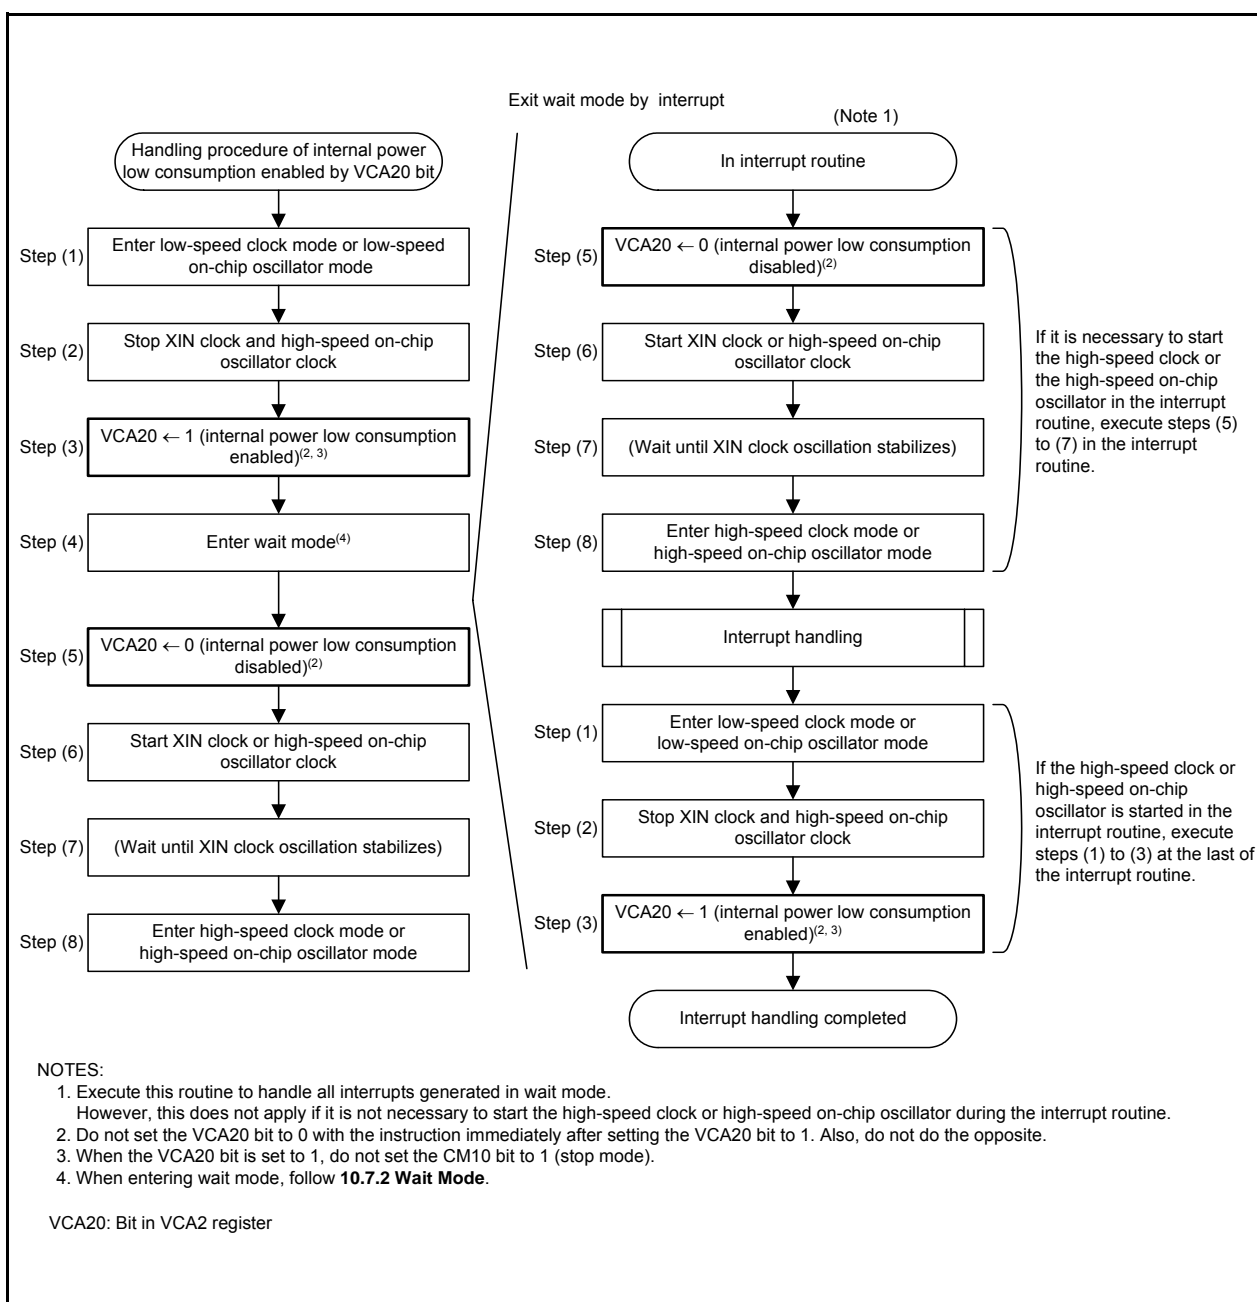 Exit wait mode by interrupt
(Note 1)
Handling procedure of internal power
low consumption enabled by VCA20 bit
Step (1)
Enter low-speed clock mode or low-speed
on-chip oscillator mode
Step (2)
Stop XIN clock and high-speed on-chip
oscillator clock
Step (3)
VCA20 ← 1 (internal power low consumption
enabled)(2, 3)
Step (4)
Enter wait mode(4)
Step (5)
VCA20 ← 0 (internal power low consumption
disabled)(2)
Step (6)
Start XIN clock or high-speed on-chip
oscillator clock
Step (7)
(Wait until XIN clock oscillation stabilizes)
Step (8)
Enter high-speed clock mode or
high-speed on-chip oscillator mode
In interrupt routine
Step (5)
VCA20 ← 0 (internal power low consumption
disabled)(2)
Step (6)
Start XIN clock or high-speed on-chip
oscillator clock
Step (7)
(Wait until XIN clock oscillation stabilizes)
Step (8)
Enter high-speed clock mode or
high-speed on-chip oscillator mode
If it is necessary to start
the high-speed clock or
the high-speed on-chip
oscillator in the interrupt
routine, execute steps (5)
to (7) in the interrupt
routine.
Interrupt handling
Step (1)
Enter low-speed clock mode or
low-speed on-chip oscillator mode
Step (2)
Stop XIN clock and high-speed on-chip
oscillator clock
Step (3)
VCA20 ← 1 (internal power low consumption
enabled)(2, 3)
If the high-speed clock or
high-speed on-chip
oscillator is started in the
interrupt routine, execute
steps (1) to (3) at the last of
the interrupt routine.
Interrupt handling completed
NOTES:
1. Execute this routine to handle all interrupts generated in wait mode.
However, this does not apply if it is not necessary to start the high-speed clock or high-speed on-chip oscillator during the interrupt routine.
2. Do not set the VCA20 bit to 0 with the instruction immediately after setting the VCA20 bit to 1. Also, do not do the opposite.
3. When the VCA20 bit is set to 1, do not set the CM10 bit to 1 (stop mode).
4. When entering wait mode, follow 10.7.2 Wait Mode.
VCA20: Bit in VCA2 register